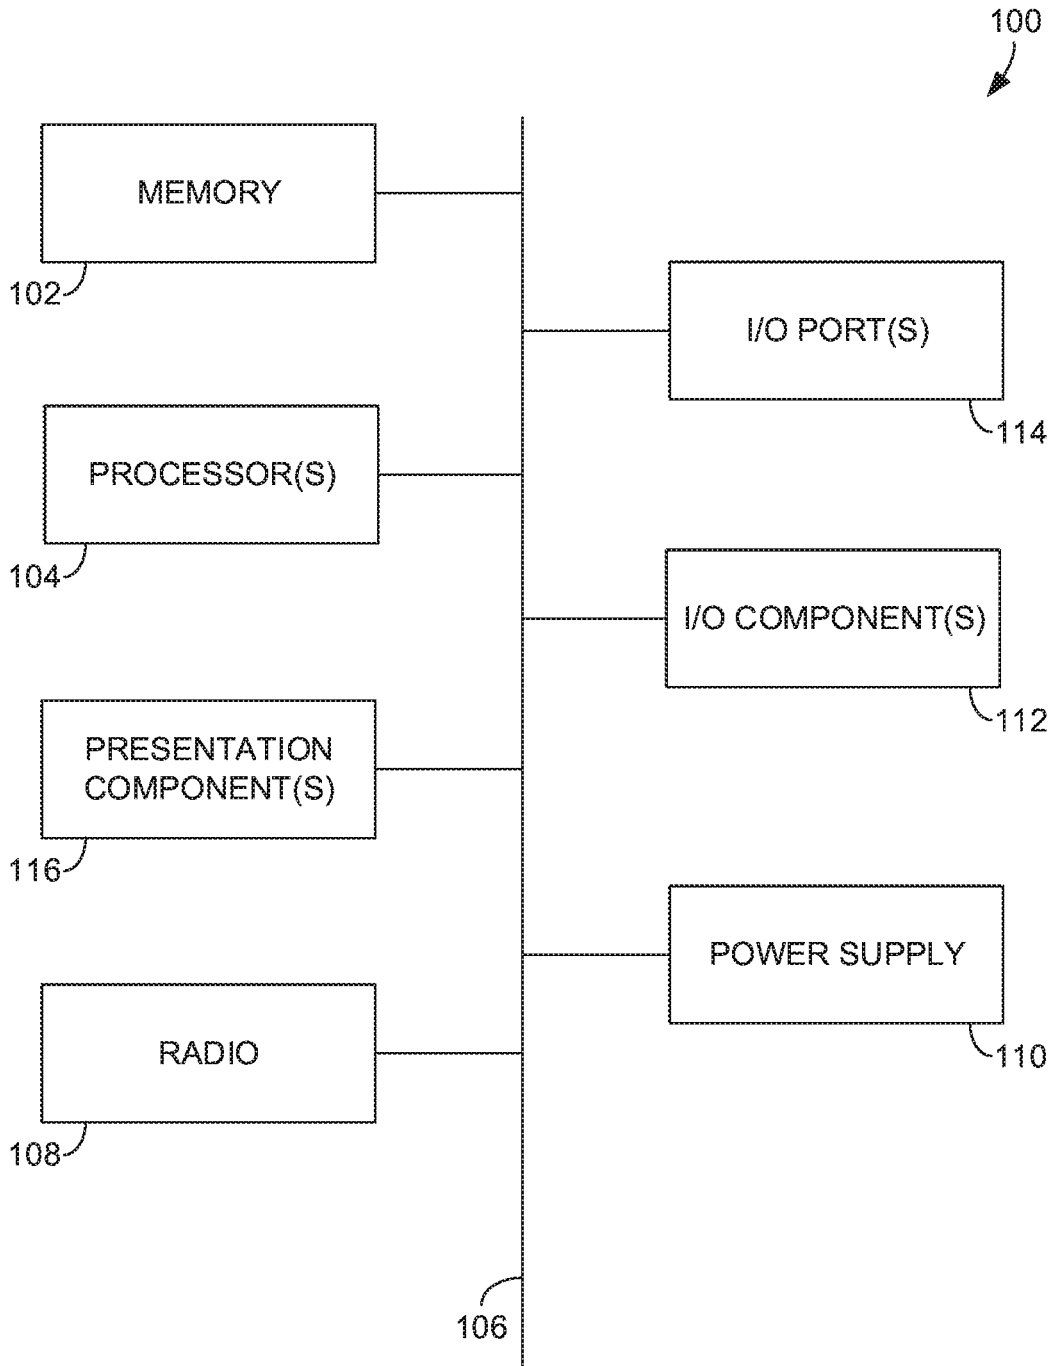 100
MEMORY
102
I/O PORT(S)
114
PROCESSOR(S)
104
I/O COMPONENT(S)
112
PRESENTATION
COMPONENT(S)
116
POWER SUPPLY
110
RADIO
108
106